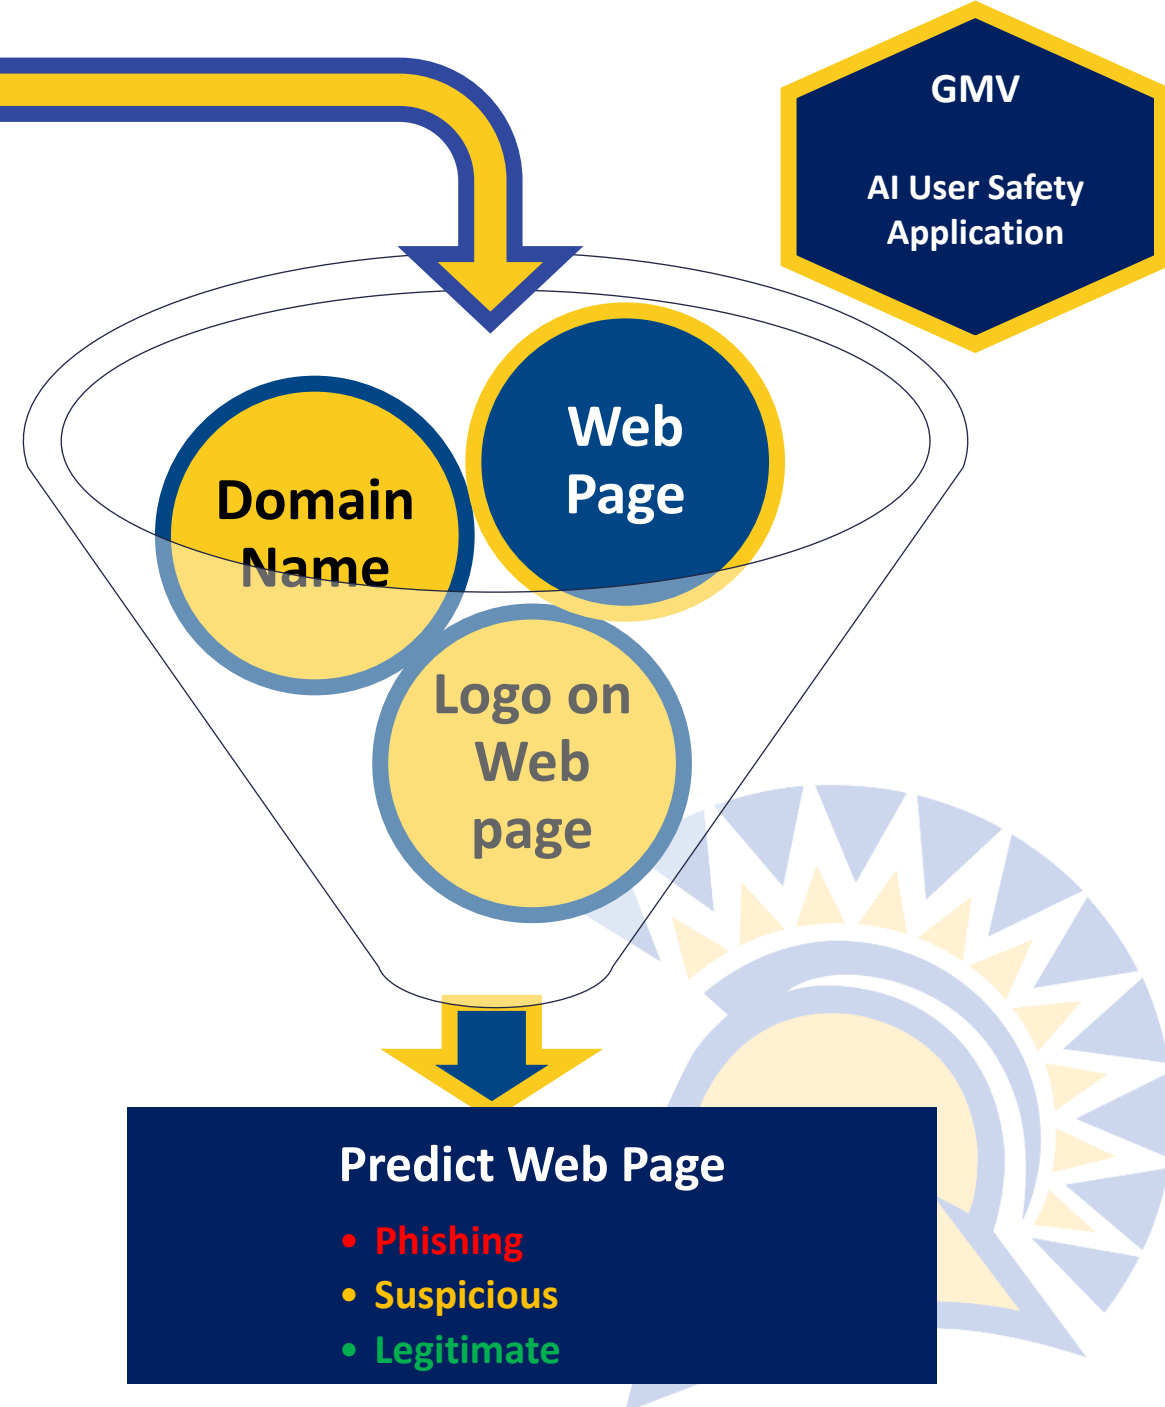 GMV
AI User Safety
Application
Web
Page
Domain
Name
Logo on
Web
page
Predict Web Page
• Phishing
• Suspicious
• Legitimate